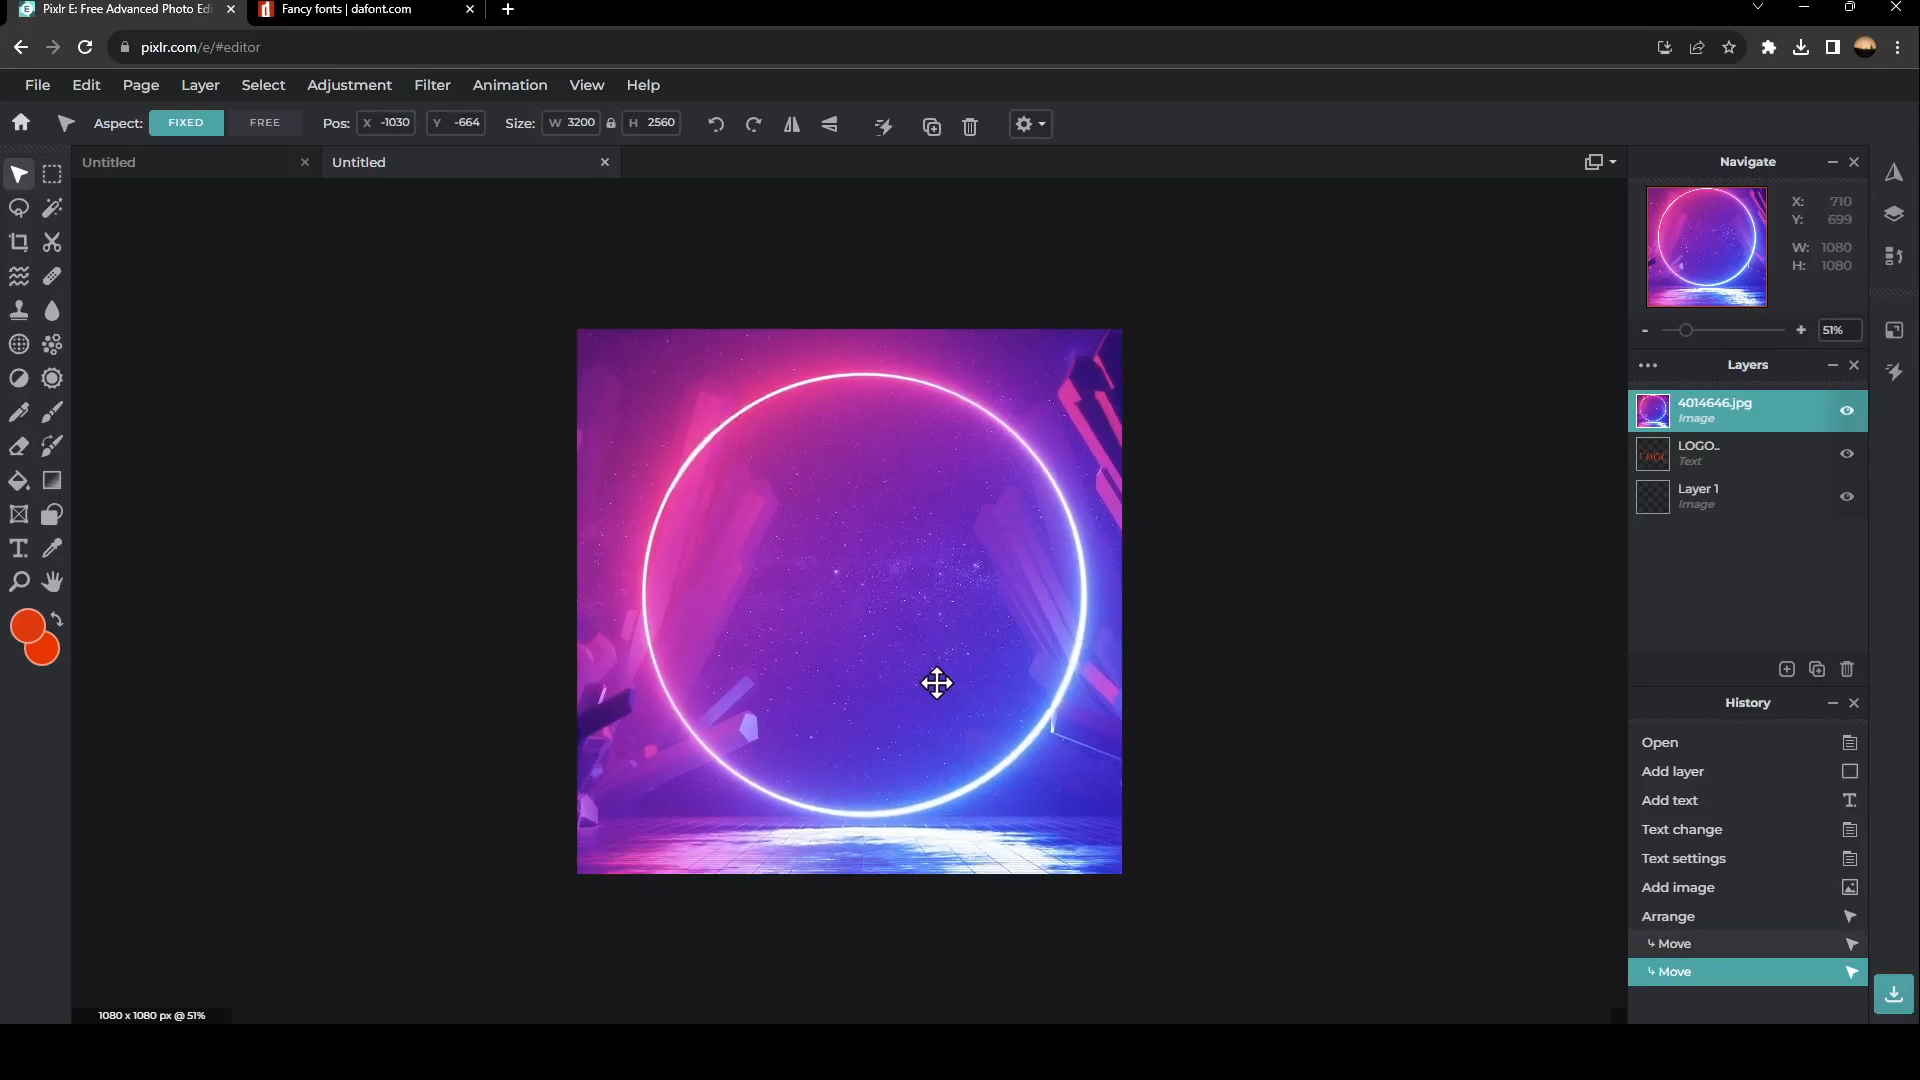 Pixlr E: Free Advanced Photo Edi
Fancy fonts | dafont.com
pixlr.com/e/#editor
File Edit Page Layer Select Adjustment Filter Animation View Help
Aspect: FIXED FREE Pos: X -1030 Y -664 Size: W 3200 H 2560
Untitled
Untitled
Navigate
X: 710
Y: 699
W: 1080
H: 1080
- + 51%
Layers
4014646.jpg
Image
LOGO..
Text
Layer 1
Image
History
Open
Add layer
Add text
Text change
Text settings
Add image
Arrange
Move
Move
1080 x 1080 px @ 51%